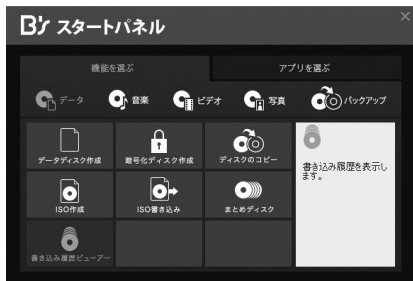 B's スタートパネル
×
機能を選ぶ
アプリを選ぶ
データ
音楽
ビデオ
写真
バックアップ
データディスク作成
暗号化ディスク作成
ディスクのコピー
ISO作成
ISO書き込み
まとめディスク
書き込み履歴ビューアー
書き込み履歴を表示し
ます。